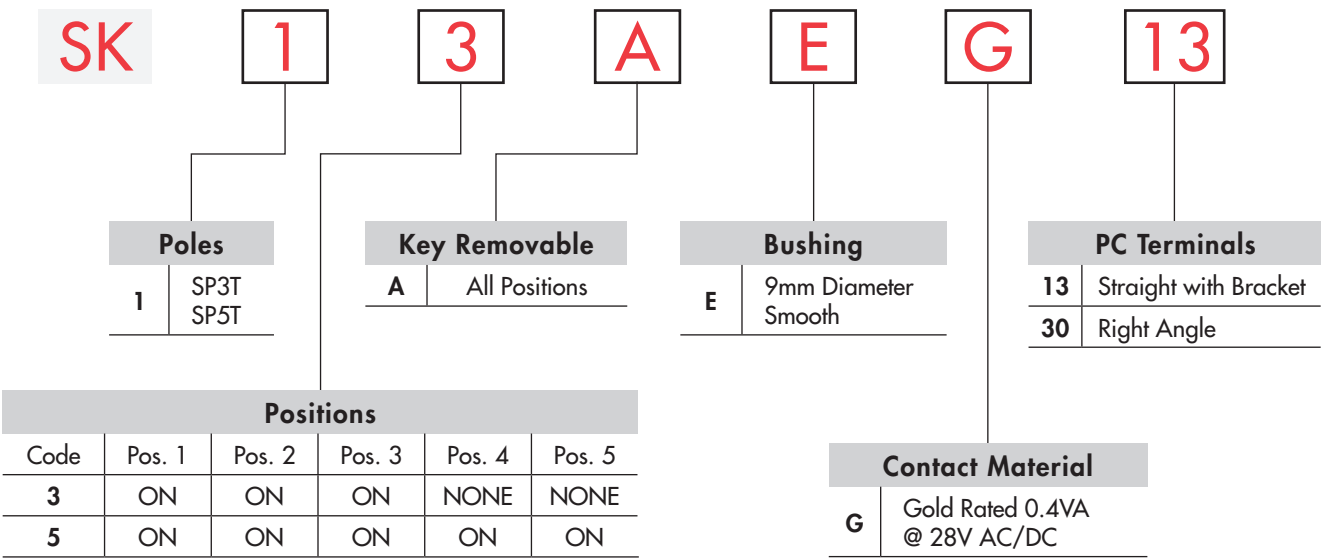 SK 1 3 A E G 13
Poles
1 SP3T
SP5T
Key Removable
A All Positions
Bushing
E 9mm Diameter
Smooth
PC Terminals
13 Straight with Bracket
30 Right Angle
Positions
Code Pos. 1 Pos. 2 Pos. 3 Pos. 4 Pos. 5
3 ON ON ON NONE NONE
5 ON ON ON ON ON
Contact Material
G Gold Rated 0.4VA
@ 28V AC/DC